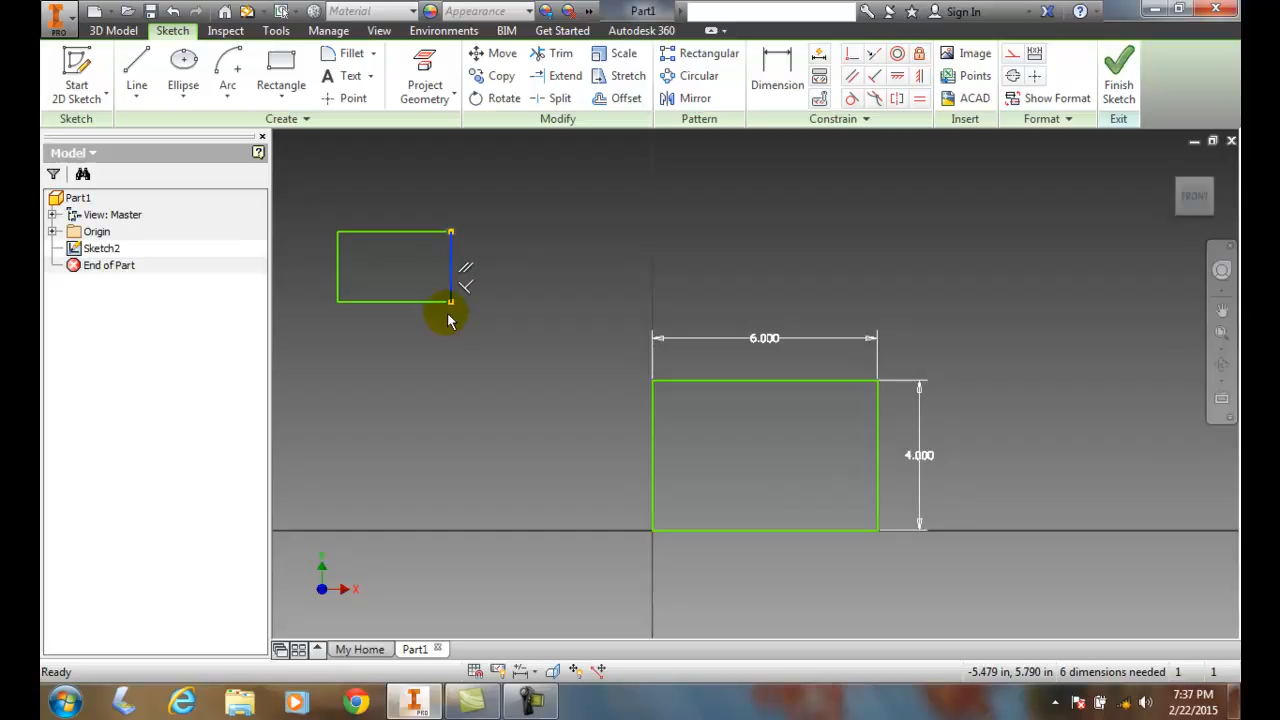 Material
Appearance
Part1
Sign In
PRO
3D Model
Sketch
Inspect
Tools
Manage
View
Environments
BIM
Get Started
Autodesk 360
Start
2D Sketch
Line
Ellipse
Arc
Rectangle
Fillet
Text
Point
Project
Geometry
Move
Copy
Rotate
Trim
Extend
Split
Scale
Stretch
Offset
Rectangular
Circular
Mirror
Dimension
Image
Points
ACAD
Show Format
Finish
Sketch
Sketch
Create
Modify
Pattern
Constrain
Insert
Format
Exit
Model
Part1
View: Master
Origin
Sketch2
End of Part
FRONT
6.000
4.000
Y
X
My Home
Part1
Ready
-5.479 in, 5.790 in
6 dimensions needed
1
1
PRO
7:37 PM
2/22/2015